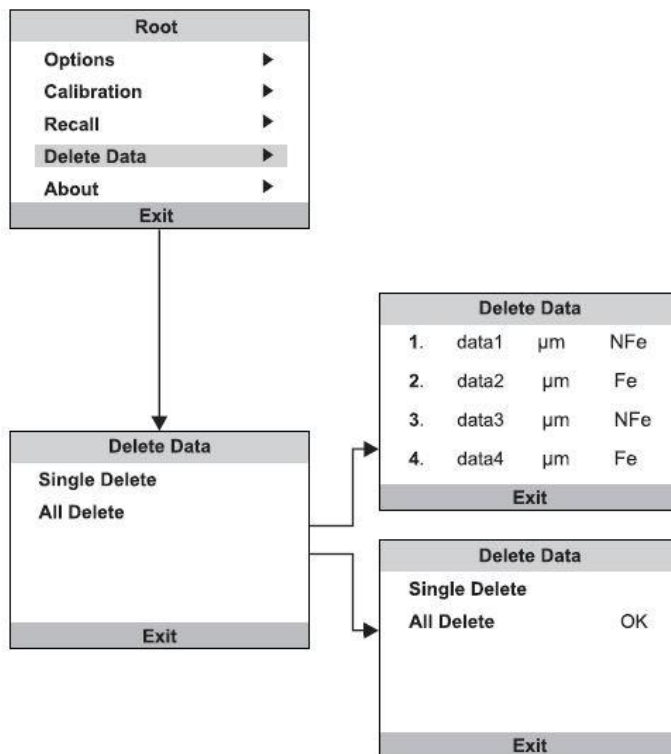 Root
Options
Calibration
Recall
Delete Data
About
Exit
Delete Data
1. data1 µm NFe
2. data2 µm Fe
3. data3 µm NFe
4. data4 µm Fe
Exit
Delete Data
Single Delete
All Delete
Exit
Delete Data
Single Delete
All Delete OK
Exit